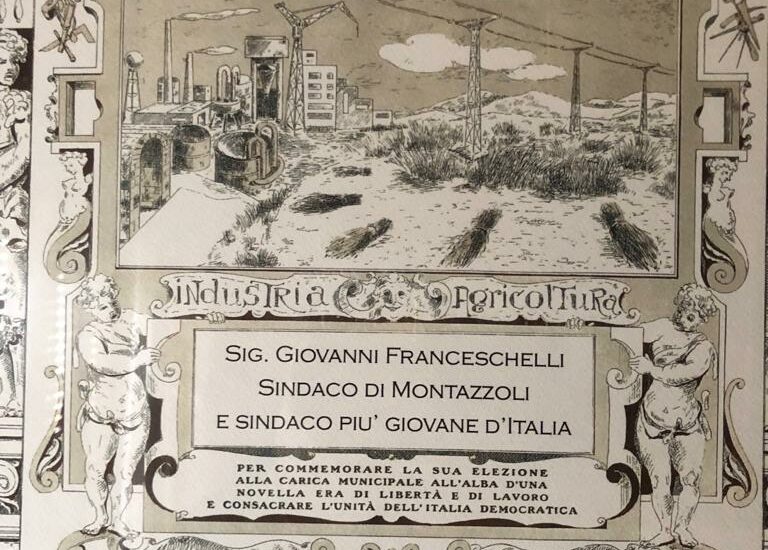 INDUSTRIA AGRICOLTURA
SIG. GIOVANNI FRANCESCHELLI
SINDACO DI MONTAZZOLI
E SINDACO PIU' GIOVANE D'ITALIA
PER COMMEMORARE LA SUA ELEZIONE
ALLA CARICA MUNICIPALE ALL'ALBA D'UNA
NOVELLA ERA DI LIBERTÀ E DI LAVORO
E CONSACRARE L'UNITÀ DELL'ITALIA DEMOCRATICA